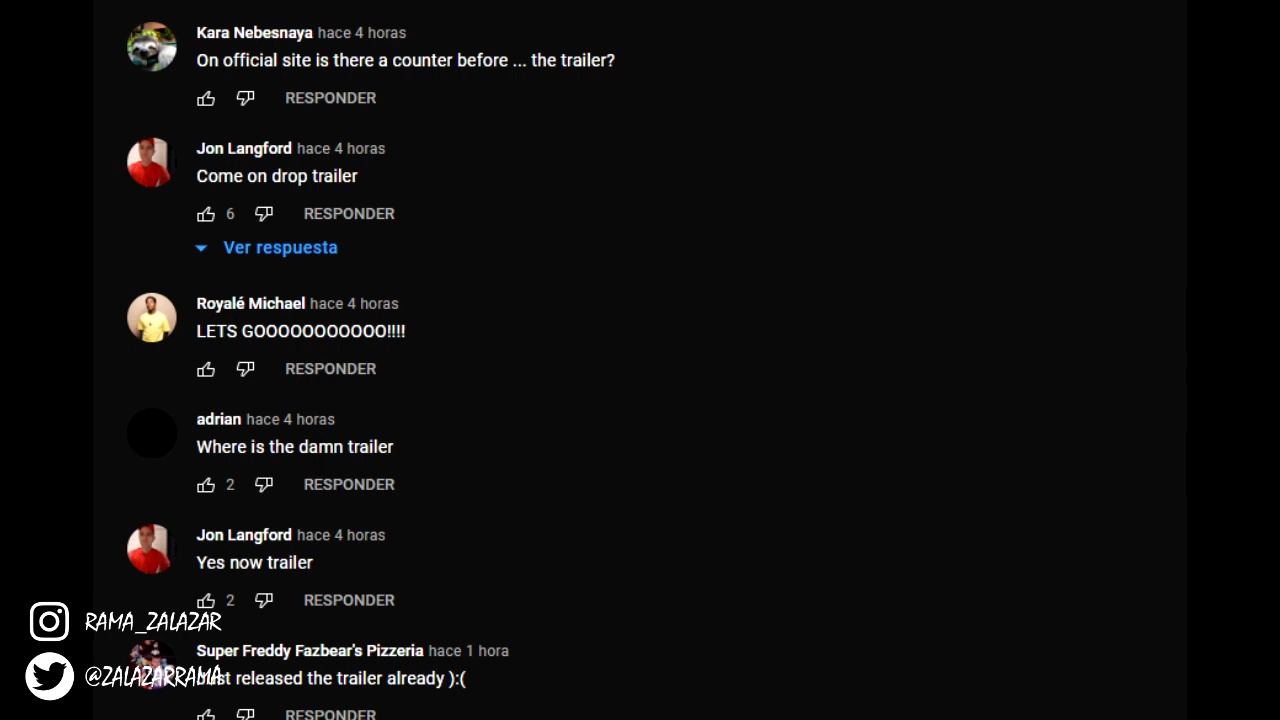 Kara Nebesnaya hace 4 horas
On official site is there a counter before ... the trailer?
RESPONDER
Jon Langford hace 4 horas
Come on drop trailer
6 RESPONDER
Ver respuesta
Royalé Michael hace 4 horas
LETS GOOOOOOOOOOO!!!!
RESPONDER
adrian hace 4 horas
Where is the damn trailer
2 RESPONDER
Jon Langford hace 4 horas
Yes now trailer
2 RESPONDER
RAMA_ZALAZAR
Super Freddy Fazbear's Pizzeria hace 1 hora
@ZALAZARRAMA
released the trailer already ):(
RESPONDER